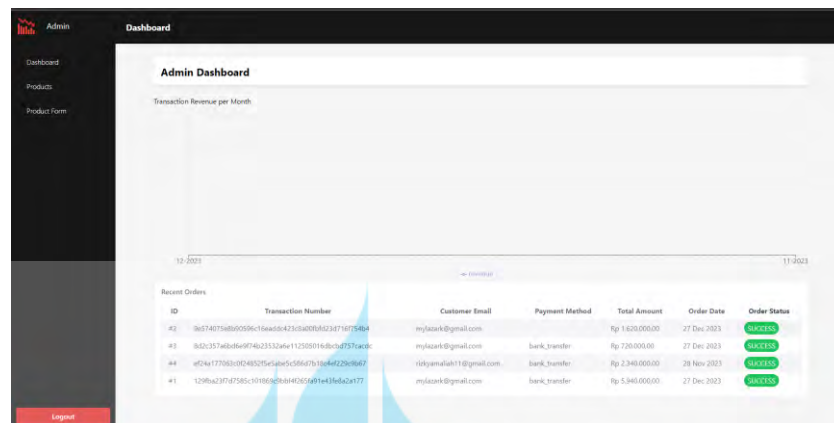 Admin
Dashboard
Dashboard
Products
Product Form
Admin Dashboard
Transaction Revenue per Month
12-2023 11-2023
Recent Orders
ID Transaction Number Customer Email Payment Method Total Amount Order Date Order Status
#2 mylazark@gmail.com Rp 1.620.000,00 27 Dec 2023 SUCCESS
#3 mylazark@gmail.com bank_transfer Rp 720.000,00 27 Dec 2023 SUCCESS
#4 rizkyamaliah11@gmail.com bank_transfer Rp 2.340.000,00 28 Nov 2023 SUCCESS
#1 mylazark@gmail.com bank_transfer Rp 5.940.000,00 27 Dec 2023 SUCCESS
Logout